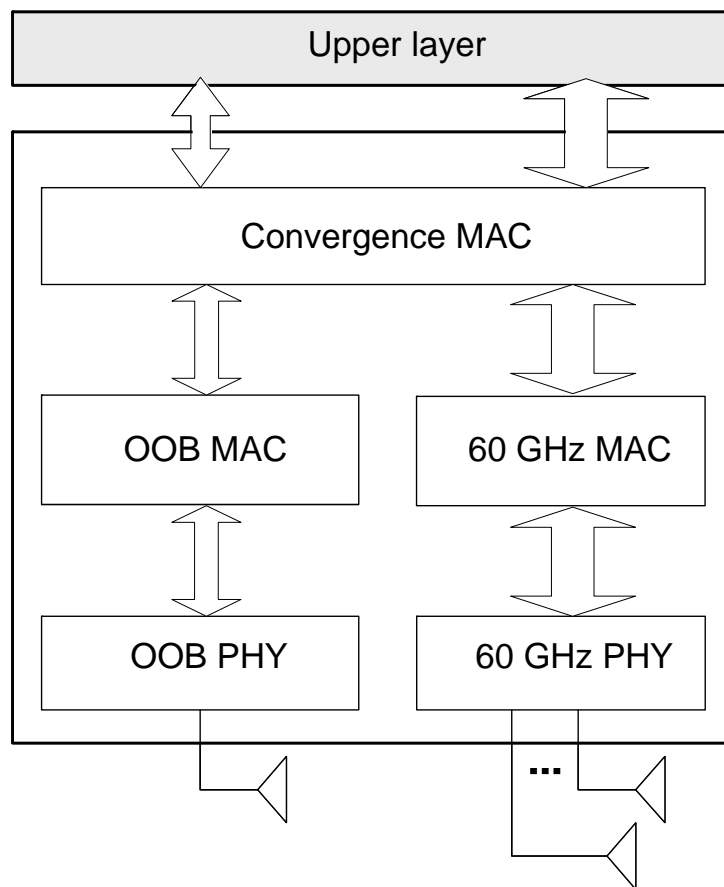 Upper layer
Convergence MAC
OOB MAC
60 GHz MAC
OOB PHY
60 GHz PHY
...